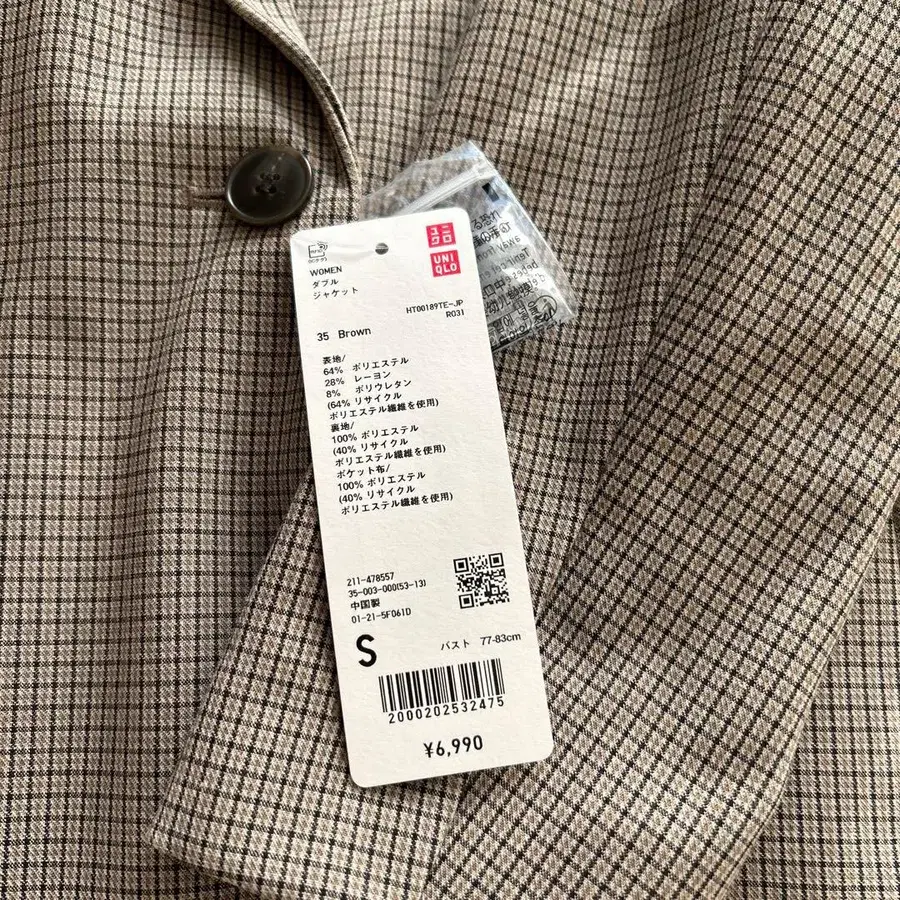 ユニ
クロ
UNI
QLO
WOMEN
ダブル
ジャケット
HT00189TE-JP
R031
35 Brown
表地/
64% ポリエステル
28% レーヨン
8% ポリウレタン
(64% リサイクル
ポリエステル繊維を使用)
裏地/
100% ポリエステル
(40% リサイクル
ポリエステル繊維を使用)
ポケット布/
100% ポリエステル
(40% リサイクル
ポリエステル繊維を使用)
211-478557
35-003-000(53-13)
中国製
01-21-5F061D
S
バスト 77-83cm
2000202532475
¥6,990